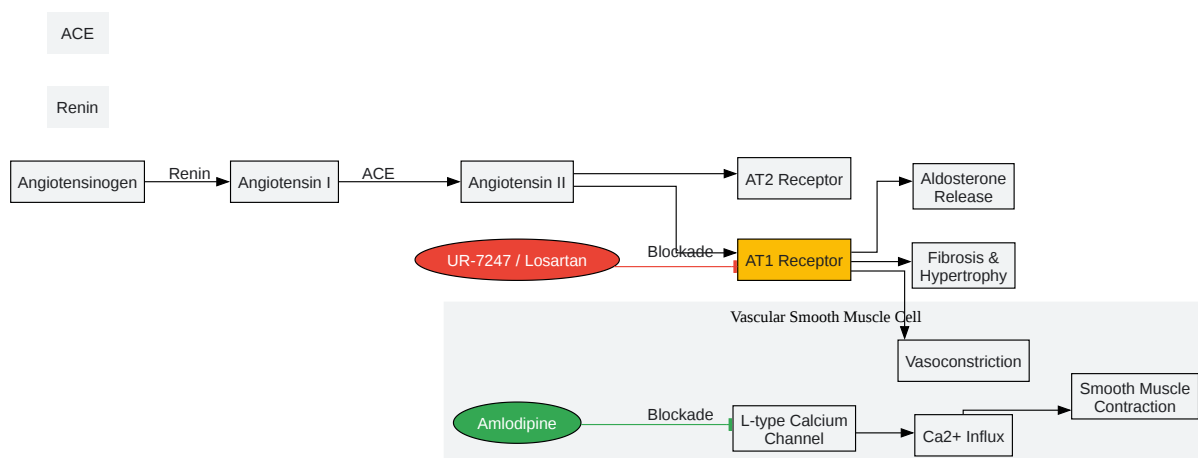 ACE
Renin
Angiotensinogen
Renin
Angiotensin I
ACE
Angiotensin II
AT2 Receptor
Aldosterone
Release
UR-7247 / Losartan
Blockade
AT1 Receptor
Fibrosis &
Hypertrophy
Vascular Smooth Muscle Cell
Vasoconstriction
Smooth Muscle
Contraction
Amlodipine
Blockade
L-type Calcium
Channel
Ca2+ Influx